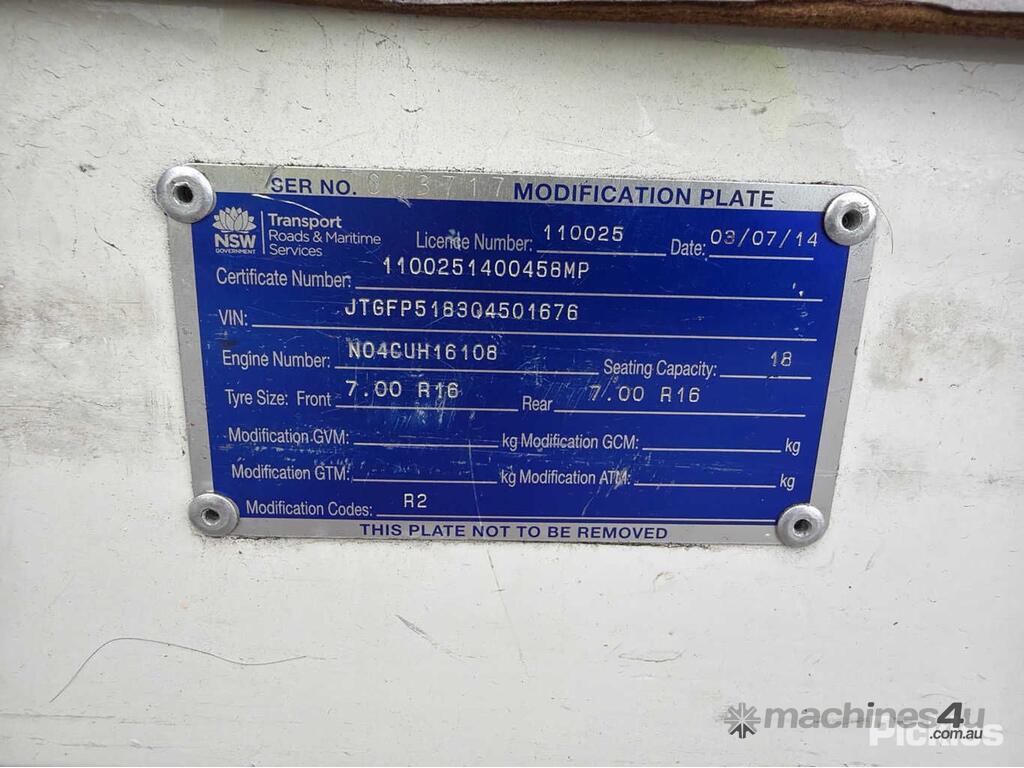 SER NO. 003717 MODIFICATION PLATE
NSW GOVERNMENT Transport Roads & Maritime Services
Licence Number: 110025 Date: 03/07/14
Certificate Number: 1100251400458MP
VIN: JTGFP518304501676
Engine Number: N04CUH16108 Seating Capacity: 18
Tyre Size: Front 7.00 R16 Rear 7.00 R16
Modification GVM: kg Modification GCM: kg
Modification GTM: kg Modification ATM: kg
Modification Codes: R2
THIS PLATE NOT TO BE REMOVED
machines4u
.com.au
Pickles